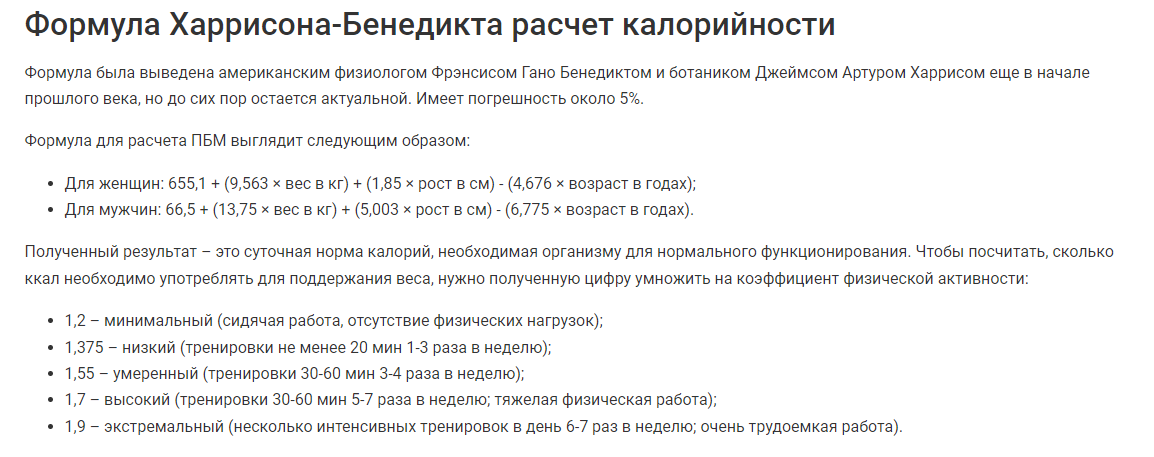 Формула Харрисона-Бенедикта расчет калорийности
Формула была выведена американским физиологом Фрэнсисом Гано Бенедиктом и ботаником Джеймсом Артуром Харрисом еще в начале
прошлого века, но до сих пор остается актуальной. Имеет погрешность около 5%.
Формула для расчета ПБМ выглядит следующим образом:
• Для женщин: 655,1 + (9,563 × вес в кг) + (1,85 × рост в см) - (4,676 × возраст в годах);
• Для мужчин: 66,5 + (13,75 × вес в кг) + (5,003 × рост в см) - (6,775 × возраст в годах).
Полученный результат – это суточная норма калорий, необходимая организму для нормального функционирования. Чтобы посчитать, сколько
ккал необходимо употреблять для поддержания веса, нужно полученную цифру умножить на коэффициент физической активности:
• 1,2 – минимальный (сидячая работа, отсутствие физических нагрузок);
• 1,375 – низкий (тренировки не менее 20 мин 1-3 раза в неделю);
• 1,55 – умеренный (тренировки 30-60 мин 3-4 раза в неделю);
• 1,7 – высокий (тренировки 30-60 мин 5-7 раза в неделю; тяжелая физическая работа);
• 1,9 – экстремальный (несколько интенсивных тренировок в день 6-7 раз в неделю; очень трудоемкая работа).